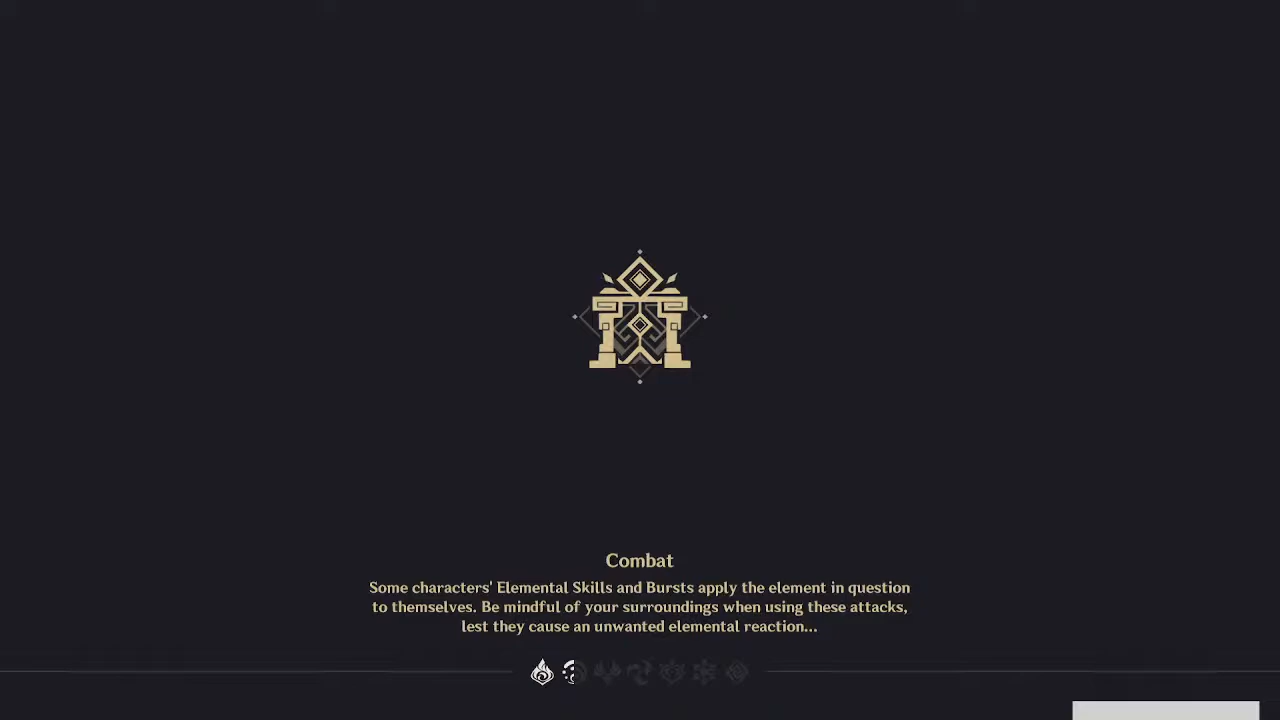 Combat
Some characters' Elemental Skills and Bursts apply the element in question
to themselves. Be mindful of your surroundings when using these attacks,
lest they cause an unwanted elemental reaction...